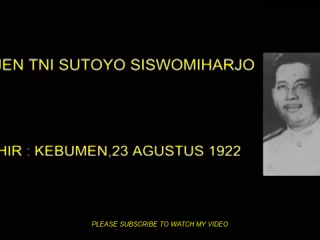 JEN TNI SUTOYO SISWOMIHARJO
HIR : KEBUMEN,23 AGUSTUS 1922
PLEASE SUBSCRIBE TO WATCH MY VIDEO